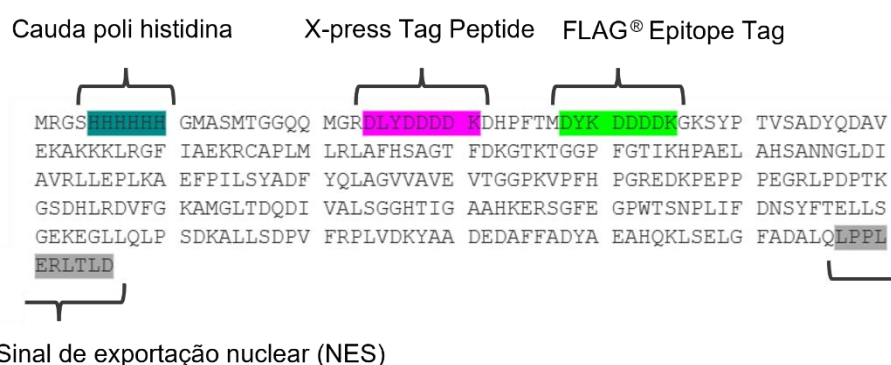 Cauda poli histidina X-press Tag Peptide FLAG® Epitope Tag
MRGSHHHHHH GMASMTGGQQ MGRDLYDDDD KDHPFTMDYK DDDDKGKSYP TVSADYQDAV
EKAKKKLRGF IAEKRCAPLM LRLAFHSAGT FDKGTKTGGP FGTIKHPAEL AHSANNGLDI
AVRLLEPLKA EFPILSYADF YQLAGVVAVE VTGGPKVPFH PGREDKPEPP PEGRLPDPTK
GSDHLRDVFG KAMGLTDQDI VALSGGHTIG AAHKERSGFE GPWTSNPLIF DNSYFTELLS
GEKEGLLQLP SDKALLSDPV FRPLVDKYAA DEDAFFADYA EAHQKLSELG FADALQLPPL
ERLTLD
Sinal de exportação nuclear (NES)